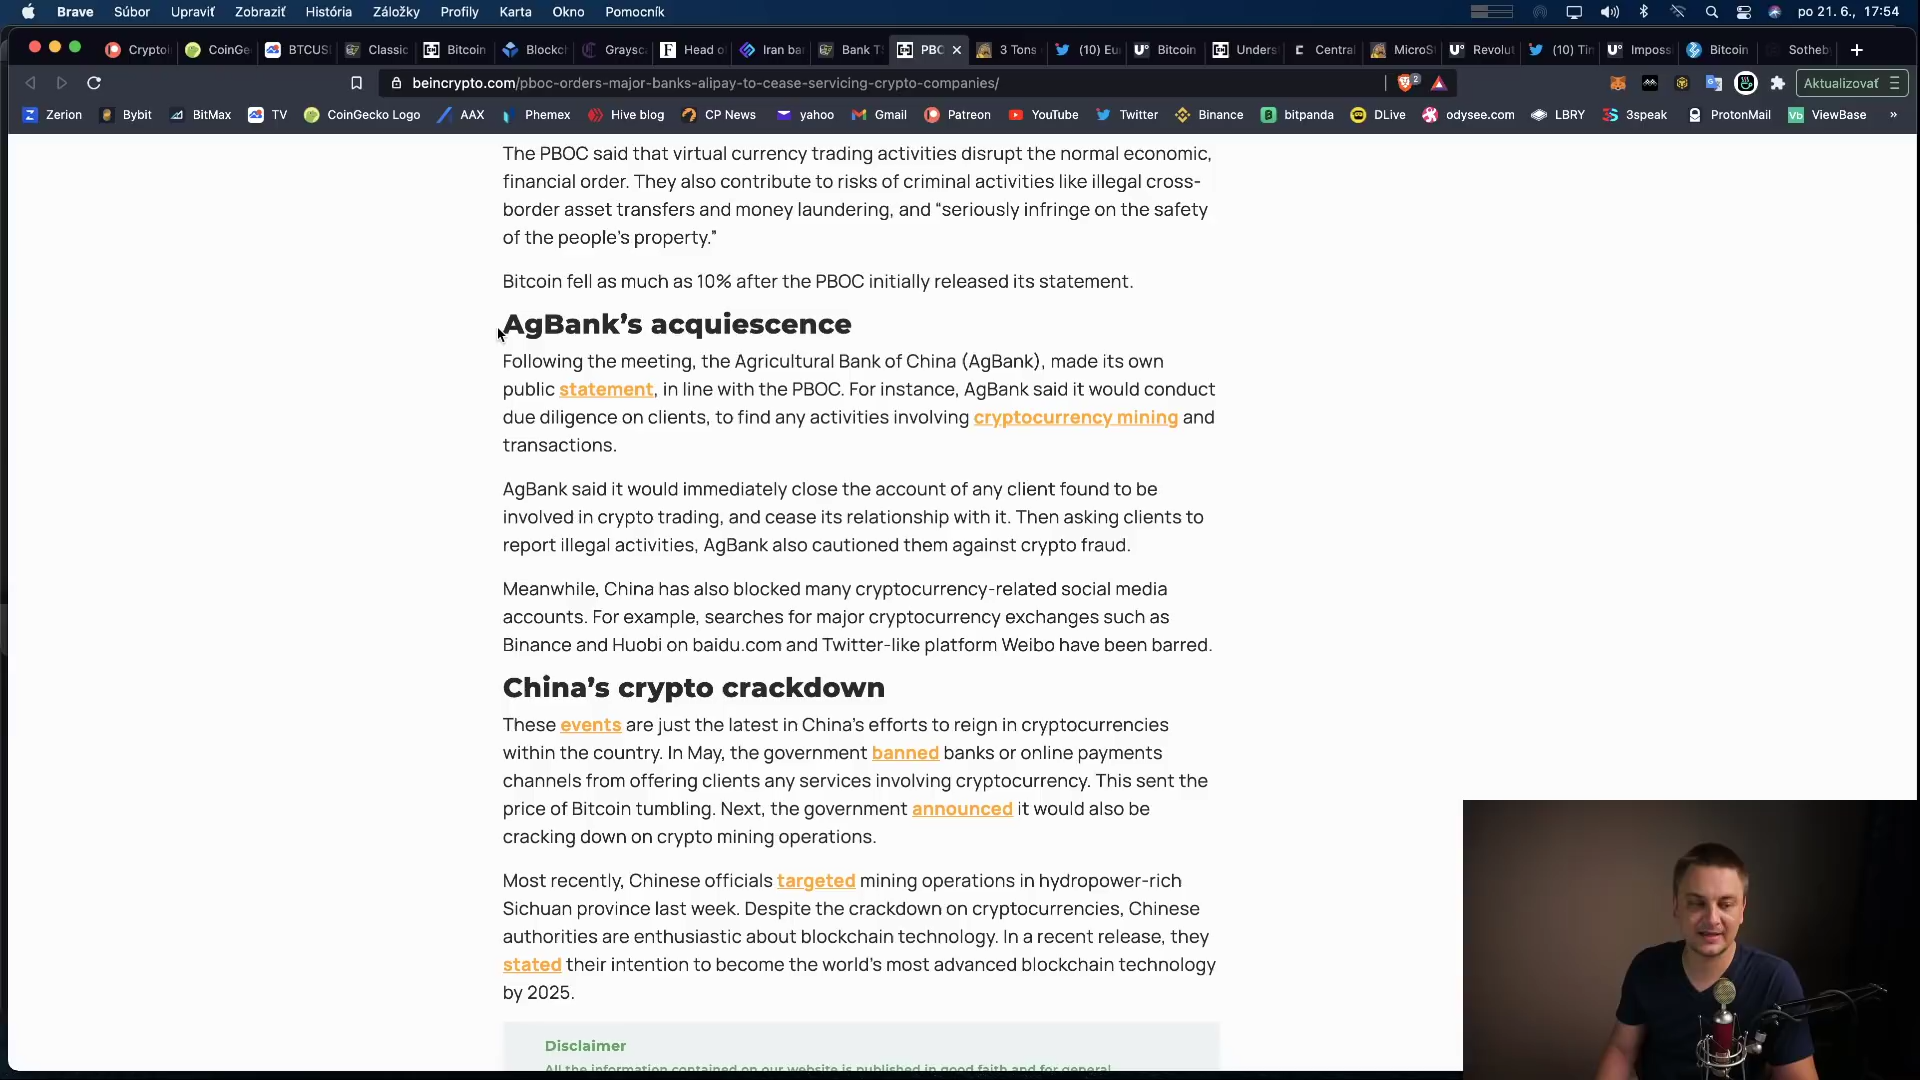 Brave Súbor Upraviť Zobraziť História Záložky Profily Karta Okno Pomocník po 21. 6., 17:54
Cryptoi CoinGe BTCUS Classic Bitcoin Blockch Graysca Head o Iran ba Bank T PBC 3 Tons (10) Eu Bitcoin Unders Central MicroSt Revolut (10) Tir Imposs Bitcoin Sotheb
beincrypto.com/pboc-orders-major-banks-alipay-to-cease-servicing-crypto-companies/ 2 Aktualizovať
Zerion Bybit BitMax TV CoinGecko Logo AAX Phemex Hive blog CP News yahoo Gmail Patreon YouTube Twitter Binance bitpanda DLive odysee.com LBRY 3speak ProtonMail ViewBase »
The PBOC said that virtual currency trading activities disrupt the normal economic,
financial order. They also contribute to risks of criminal activities like illegal cross-
border asset transfers and money laundering, and “seriously infringe on the safety
of the people’s property.”
Bitcoin fell as much as 10% after the PBOC initially released its statement.
AgBank’s acquiescence
Following the meeting, the Agricultural Bank of China (AgBank), made its own
public statement, in line with the PBOC. For instance, AgBank said it would conduct
due diligence on clients, to find any activities involving cryptocurrency mining and
transactions.
AgBank said it would immediately close the account of any client found to be
involved in crypto trading, and cease its relationship with it. Then asking clients to
report illegal activities, AgBank also cautioned them against crypto fraud.
Meanwhile, China has also blocked many cryptocurrency-related social media
accounts. For example, searches for major cryptocurrency exchanges such as
Binance and Huobi on baidu.com and Twitter-like platform Weibo have been barred.
China’s crypto crackdown
These events are just the latest in China’s efforts to reign in cryptocurrencies
within the country. In May, the government banned banks or online payments
channels from offering clients any services involving cryptocurrency. This sent the
price of Bitcoin tumbling. Next, the government announced it would also be
cracking down on crypto mining operations.
Most recently, Chinese officials targeted mining operations in hydropower-rich
Sichuan province last week. Despite the crackdown on cryptocurrencies, Chinese
authorities are enthusiastic about blockchain technology. In a recent release, they
stated their intention to become the world’s most advanced blockchain technology
by 2025.
Disclaimer
All the information contained on our website is published in good faith and for general